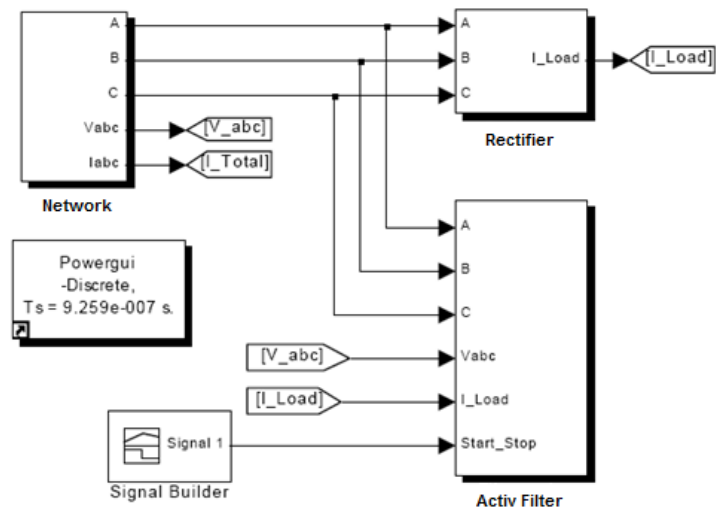 A
B
C
Vabc
Iabc
Network
[V_abc]
[I_Total]
A
B
C
I_Load
Rectifier
[I_Load]
Powergui
-Discrete,
Ts = 9.259e-007 s.
[V_abc]
[I_Load]
Signal 1
Signal Builder
A
B
C
Vabc
I_Load
Start_Stop
Activ Filter